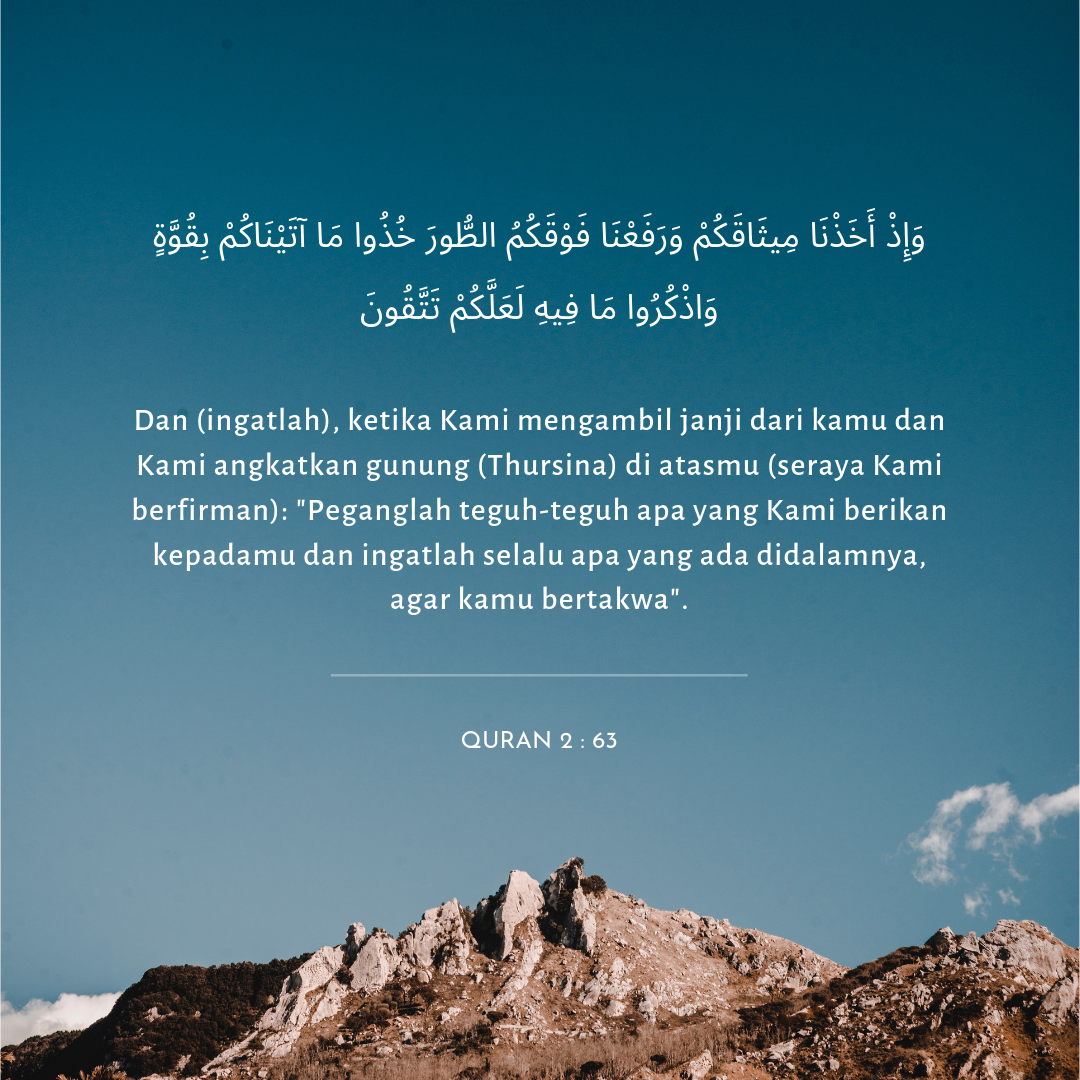 وَإِذْ أَخَذْنَا مِيثَاقَكُمْ وَرَفَعْنَا فَوْقَكُمُ الطُّورَ خُذُوا مَا آتَيْنَاكُمْ بِقُوَّةٍ
وَاذْكُرُوا مَا فِيهِ لَعَلَّكُمْ تَتَّقُونَ
Dan (ingatlah), ketika Kami mengambil janji dari kamu dan
Kami angkatkan gunung (Thursina) di atasmu (seraya Kami
berfirman): "Peganglah teguh-teguh apa yang Kami berikan
kepadamu dan ingatlah selalu apa yang ada didalamnya,
agar kamu bertakwa".
QURAN 2 : 63